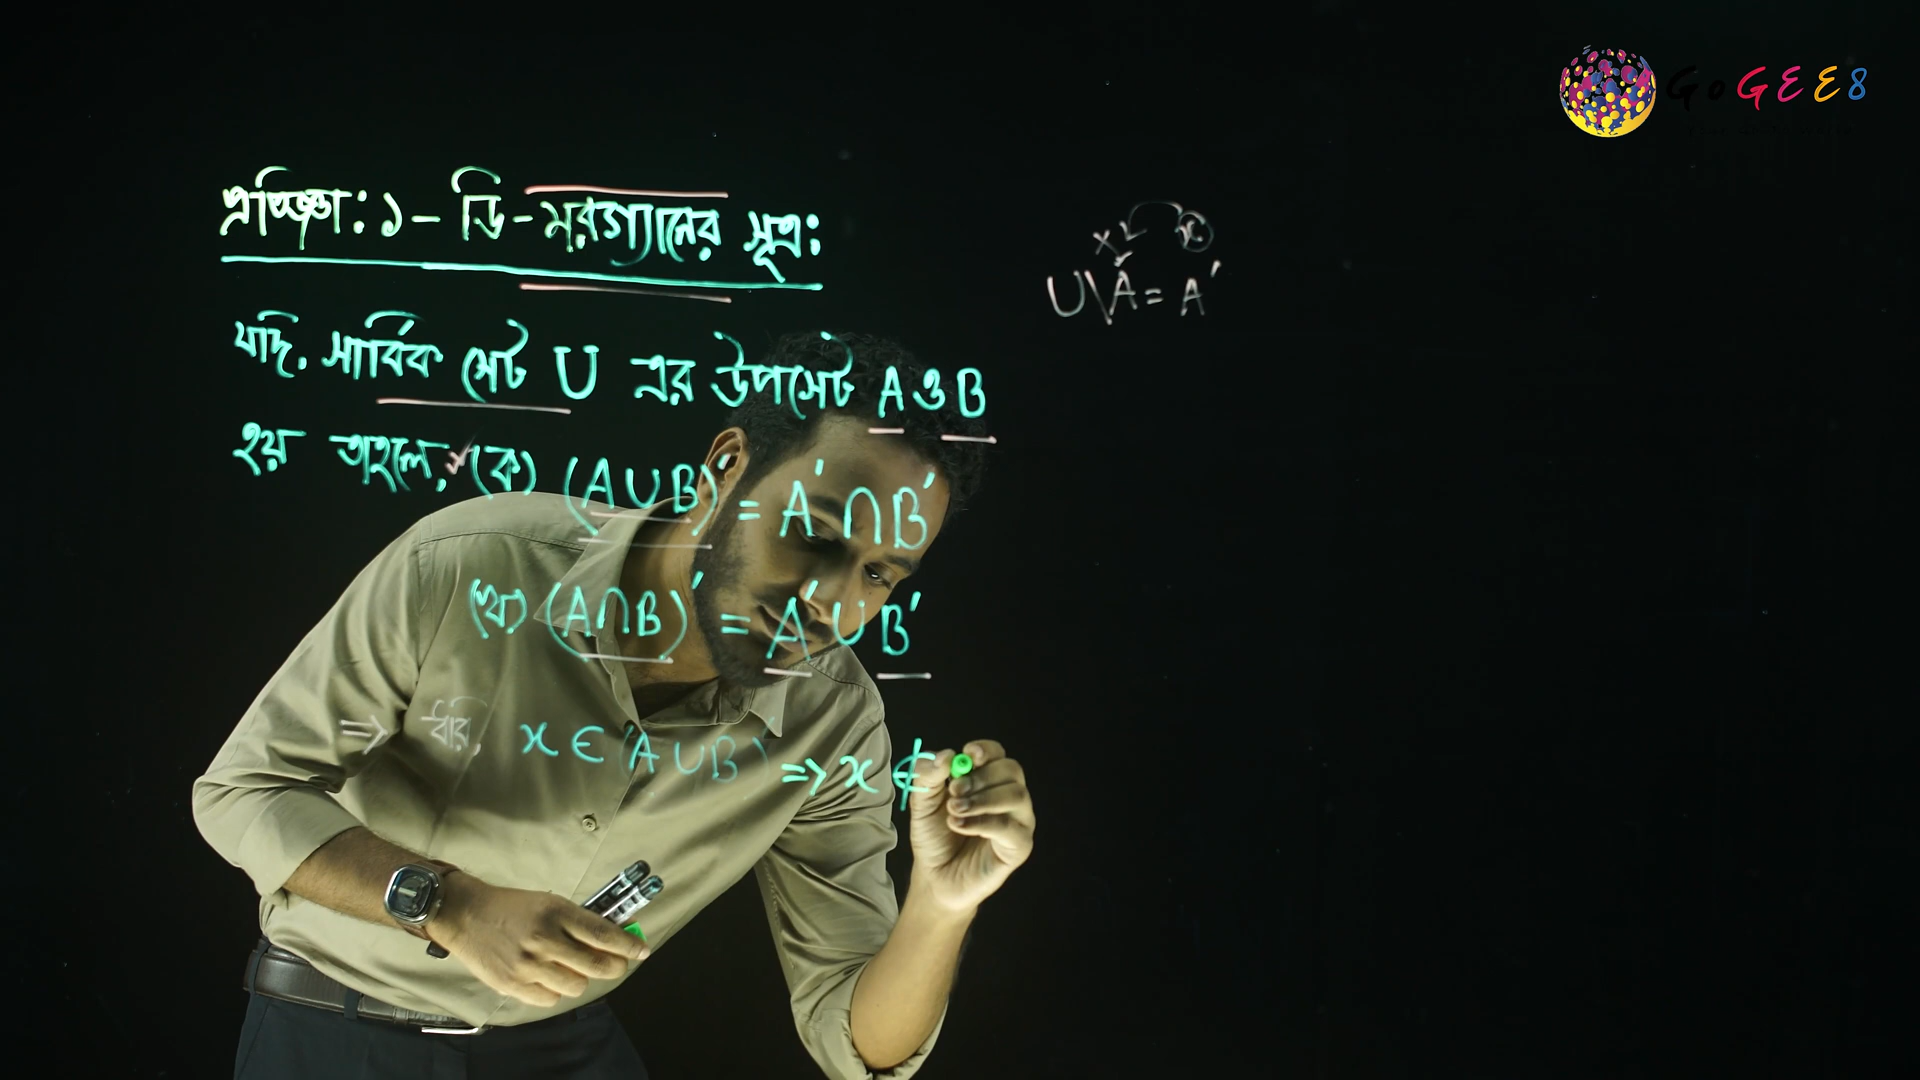 প্রতিজ্ঞা: ১ - ডি-মরগ্যানের সূত্র:
যদি, সার্বিক সেট U এর উপসেট A ও B
হয় তাহলে, (ক) (A∪B)′ = A′∩B′
(খ) (A∩B)′ = A′∪B′
⇒ ধরি, x ∈ (A∪B)′ ⇒ x ∉
x x
U\A = A′
GOGEE8